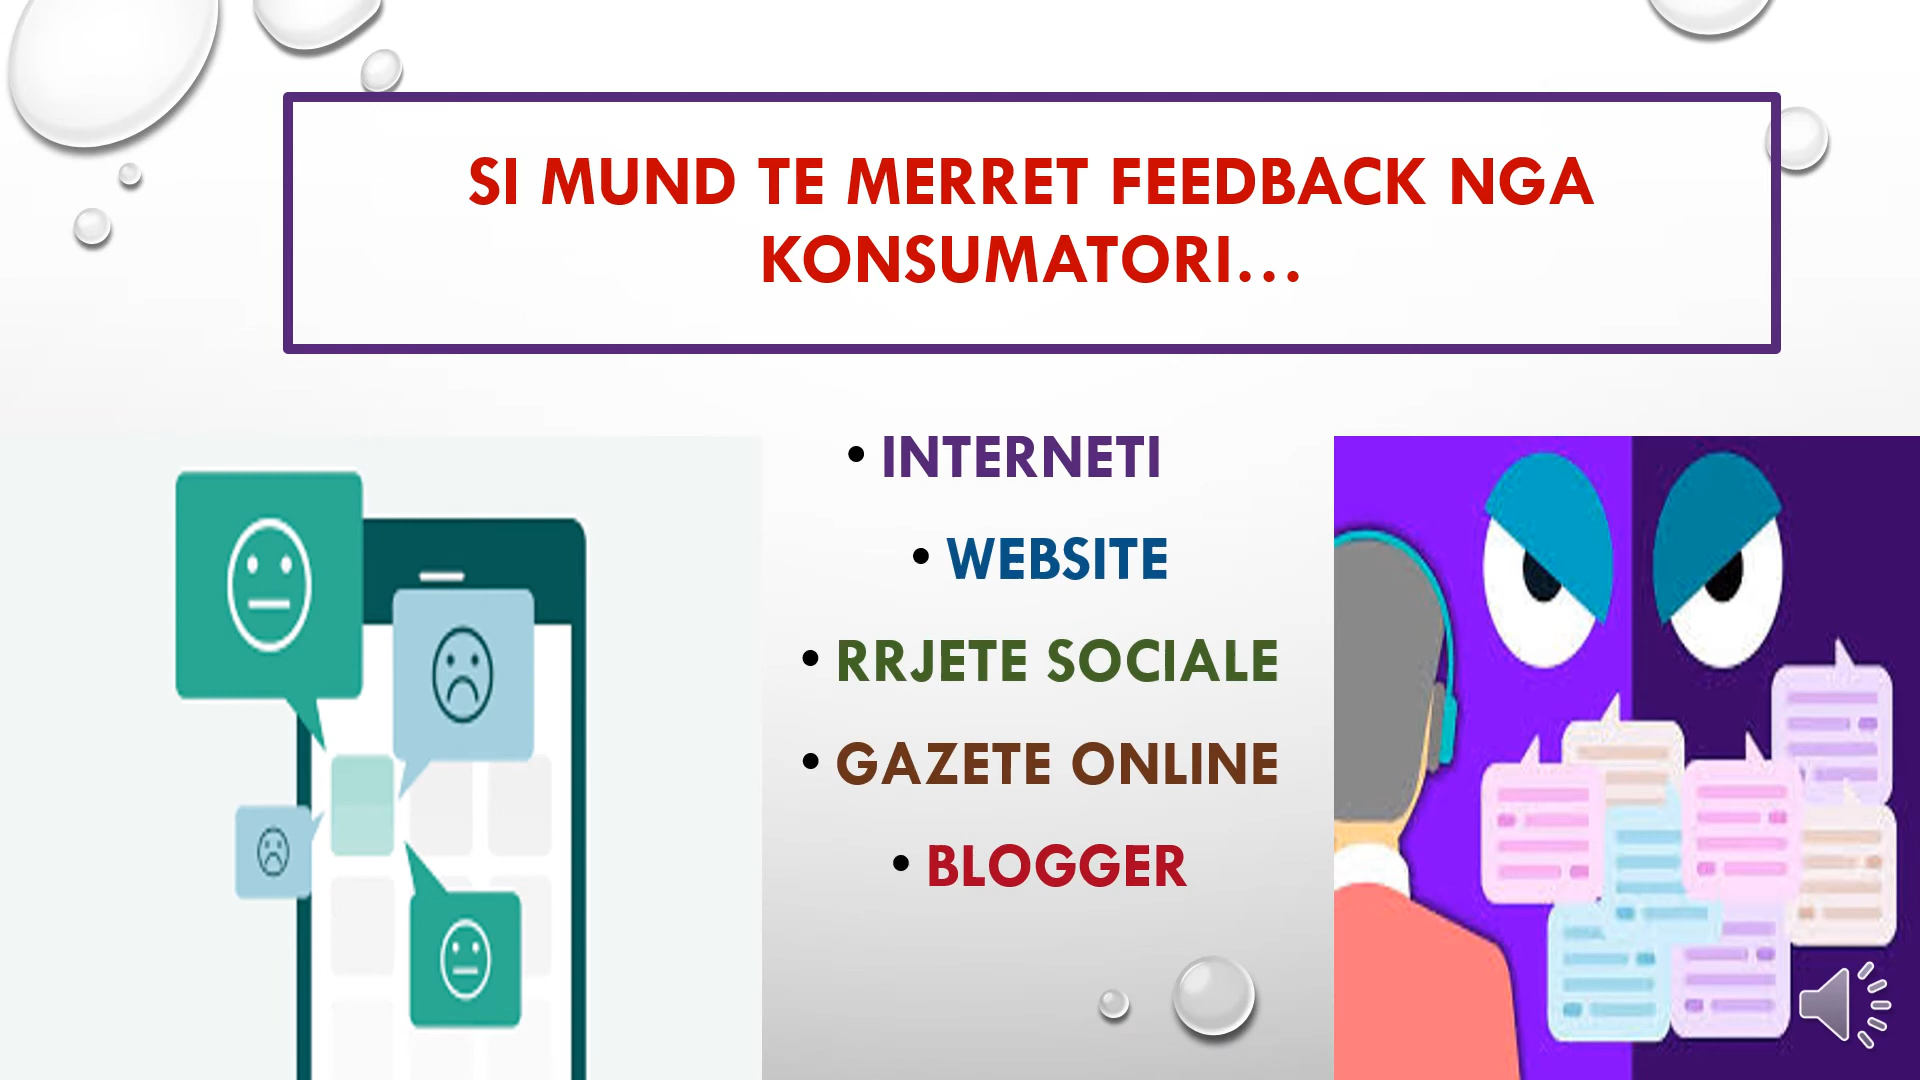 SI MUND TE MERRET FEEDBACK NGA
KONSUMATORI...
• INTERNETI
• WEBSITE
• RRJETE SOCIALE
• GAZETE ONLINE
• BLOGGER